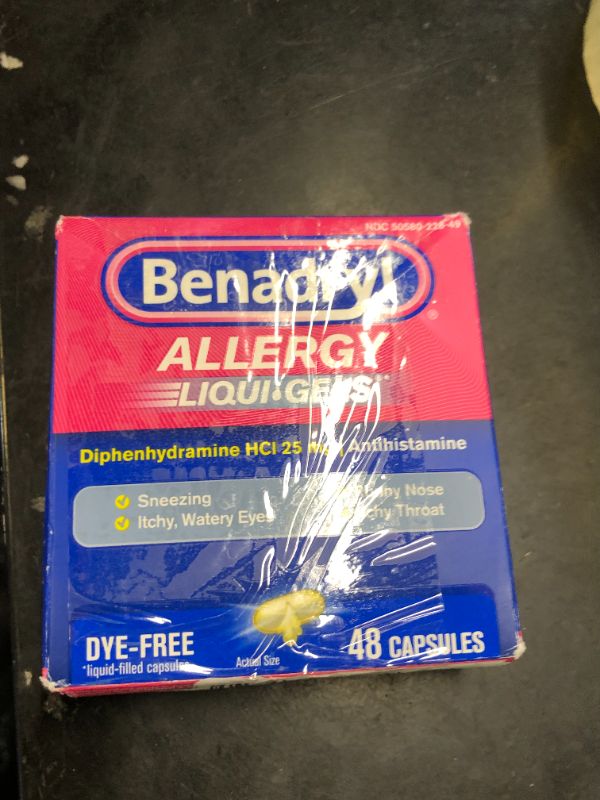 NDC 50580-226-49
Benadryl®
ALLERGY
LIQUI•GELS
Diphenhydramine HCl 25 mg | Antihistamine
Sneezing
Runny Nose
Itchy, Watery Eyes
Itchy Throat
DYE-FREE
*liquid-filled capsules
Actual Size
48 CAPSULES